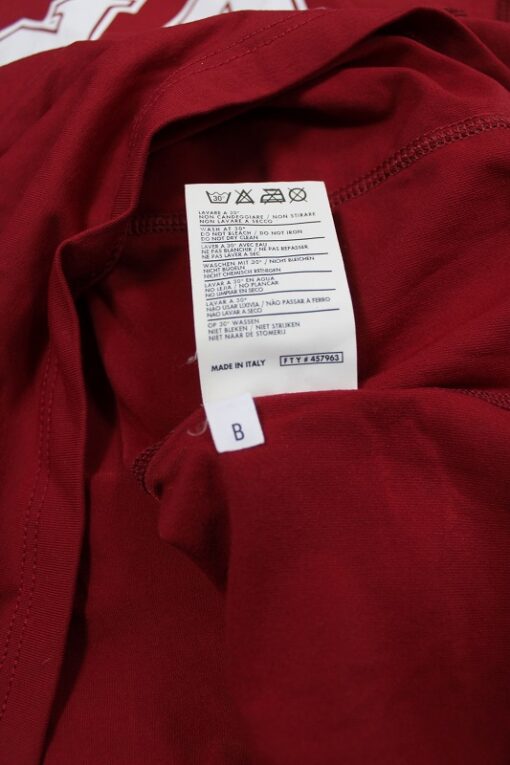 NA
30°
LAVARE A 30°
NON CANDEGGIARE / NON STIRARE
NON LAVARE A SECCO
WASH AT 30°
DO NOT BLEACH / DO NOT IRON
DO NOT DRY CLEAN
LAVER A 30° AVEC EAU
NE PAS BLANCHIR / NE PAS REPASSER
NE PAS LAVER A SEC
WASCHEN MIT 30° / NICHT BLEICHEN
NICHT BUGELN
NICHT CHEMISCH REINIGEN
LAVAR A 30° EN AGUA
NO LEJIA / NO PLANCAR
NO LIMPIAR EN SECO
LAVAR A 30°
NÃO USAR LIXIVIA / NÃO PASSAR A FERRO
NÃO LAVAR A SECO
OP 30° WASSEN
NIET BLEKEN / NIET STRIJKEN
NIET NAAR DE STOMERIJ
MADE IN ITALY FTY# 457963
B